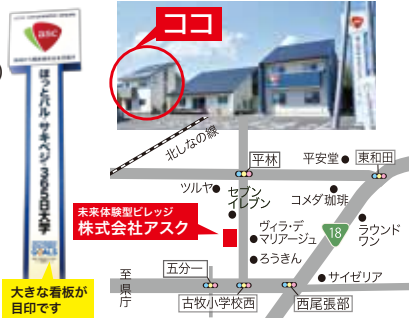 asc
ほっとパル・サキベジ・365日大学
GOALS
大きな看板が
目印です
ココ
北しなの線
平林
平安堂
東和田
ツルヤ
セブン
イレブン
コメダ珈琲
未来体験型ビレッジ
株式会社アスク
ヴィラ・デ
マリアージュ
ろうきん
18
ラウンド
ワン
五分一
サイゼリア
至
県
庁
古牧小学校西
西尾張部